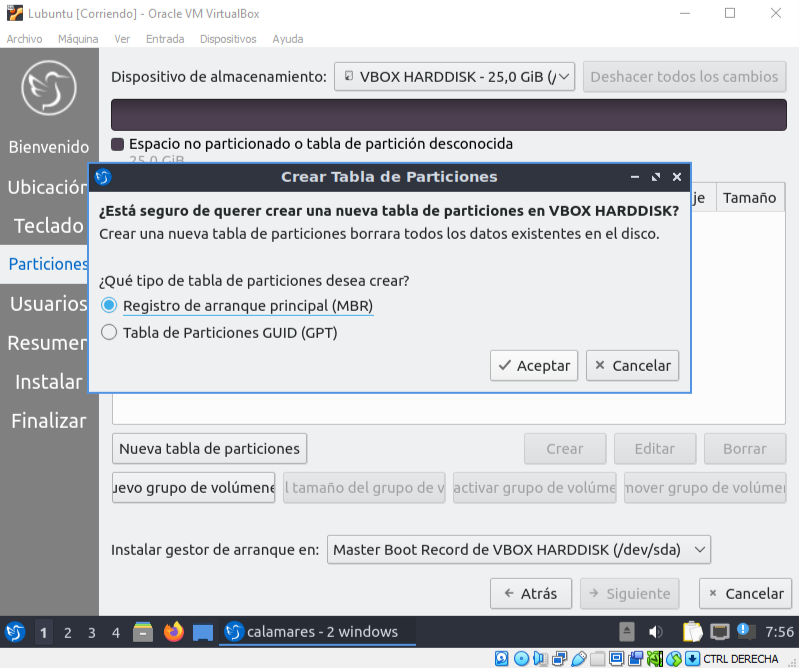 Lubuntu [Corriendo] - Oracle VM VirtualBox
Archivo Máquina Ver Entrada Dispositivos Ayuda
Dispositivo de almacenamiento: VBOX HARDDISK - 25,0 GiB (/ Deshacer todos los cambios
Espacio no particionado o tabla de partición desconocida
25,0 GiB
Bienvenido
Ubicación
Teclado
Particiones
Usuarios
Resumen
Instalar
Finalizar
je Tamaño
Crear Tabla de Particiones
¿Está seguro de querer crear una nueva tabla de particiones en VBOX HARDDISK?
Crear una nueva tabla de particiones borrara todos los datos existentes en el disco.
¿Qué tipo de tabla de particiones desea crear?
Registro de arranque principal (MBR)
Tabla de Particiones GUID (GPT)
Aceptar Cancelar
Nueva tabla de particiones Crear Editar Borrar
uevo grupo de volúmene l tamaño del grupo de v activar grupo de volúme mover grupo de volúmen
Instalar gestor de arranque en: Master Boot Record de VBOX HARDDISK (/dev/sda)
Atrás Siguiente Cancelar
1 2 3 4 calamares - 2 windows 7:56
CTRL DERECHA